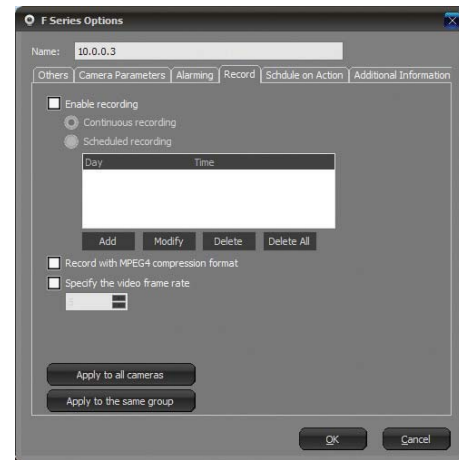 F Series Options
Name: 10.0.0.3
Others Camera Parameters Alarming Record Schdule on Action Additional Information
Enable recording
Continuous recording
Scheduled recording
Day Time
Add Modify Delete Delete All
Record with MPEG4 compression format
Specify the video frame rate
Apply to all cameras
Apply to the same group
OK Cancel